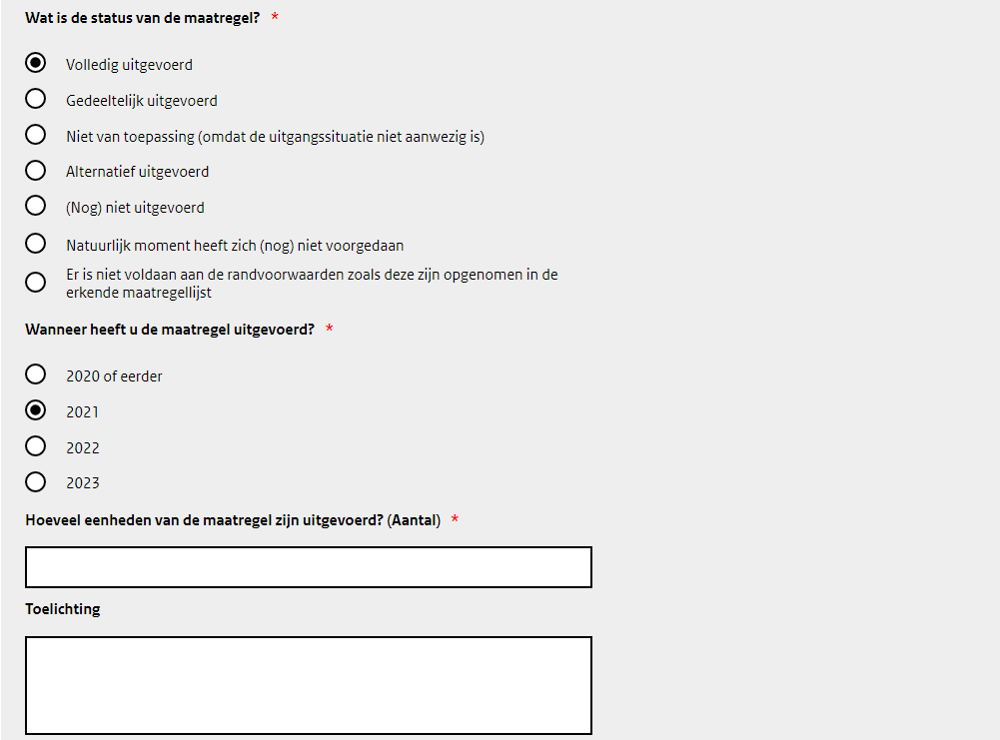 Wat is de status van de maatregel? *
Volledig uitgevoerd
Gedeeltelijk uitgevoerd
Niet van toepassing (omdat de uitgangssituatie niet aanwezig is)
Alternatief uitgevoerd
(Nog) niet uitgevoerd
Natuurlijk moment heeft zich (nog) niet voorgedaan
Er is niet voldaan aan de randvoorwaarden zoals deze zijn opgenomen in de
erkende maatregellijst
Wanneer heeft u de maatregel uitgevoerd? *
2020 of eerder
2021
2022
2023
Hoeveel eenheden van de maatregel zijn uitgevoerd? (Aantal) *
Toelichting